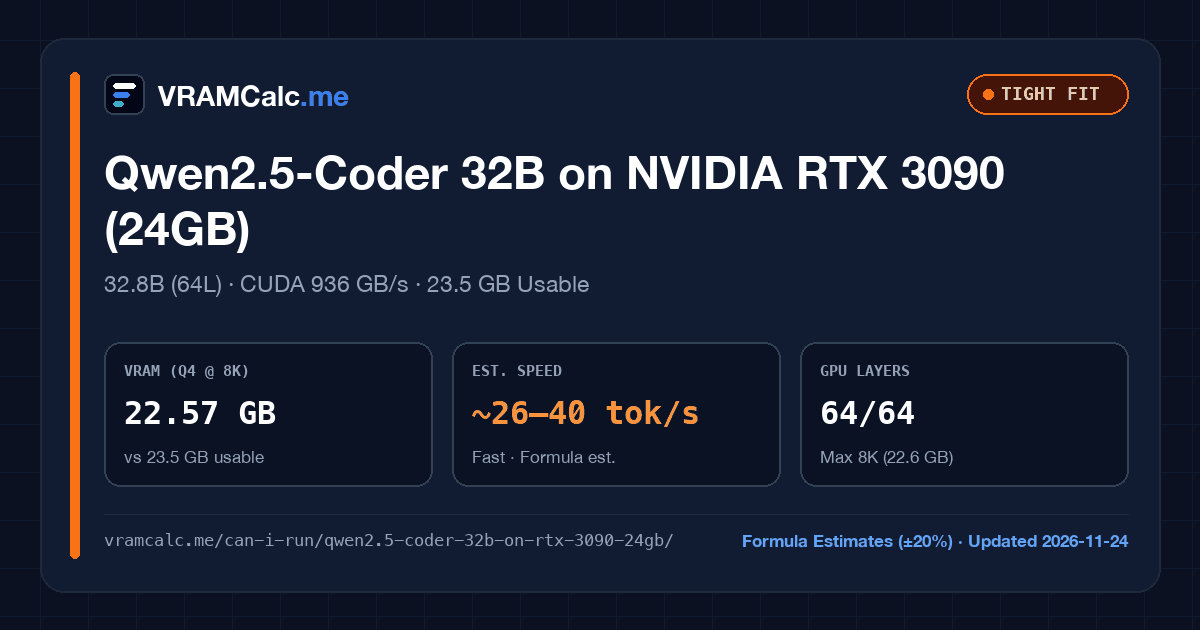 VRAMCalc.me
TIGHT FIT
Qwen2.5-Coder 32B on NVIDIA RTX 3090
(24GB)
32.8B (64L) · CUDA 936 GB/s · 23.5 GB Usable
VRAM (Q4 @ 8K)
22.57 GB
vs 23.5 GB usable
EST. SPEED
~26–40 tok/s
Fast · Formula est.
GPU LAYERS
64/64
Max 8K (22.6 GB)
vramcalc.me/can-i-run/qwen2.5-coder-32b-on-rtx-3090-24gb/
Formula Estimates (±20%) · Updated 2026-11-24